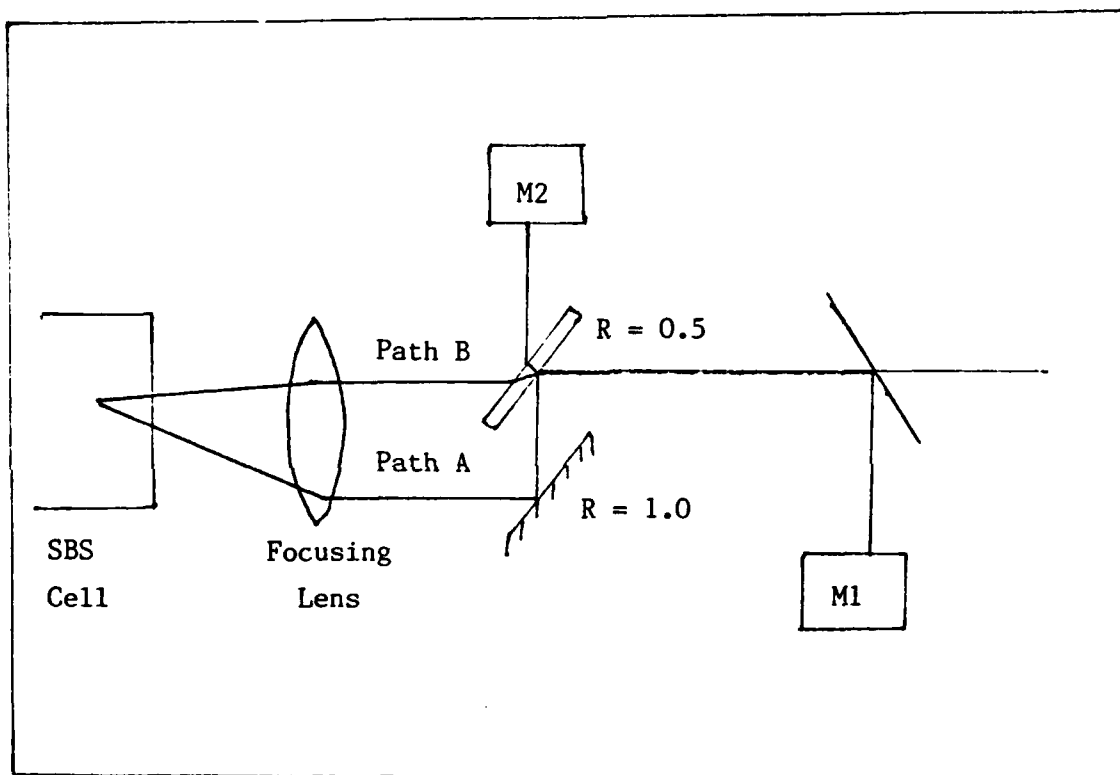 M2
R = 0.5
Path B
Path A
R = 1.0
SBS
Cell
Focusing
Lens
M1